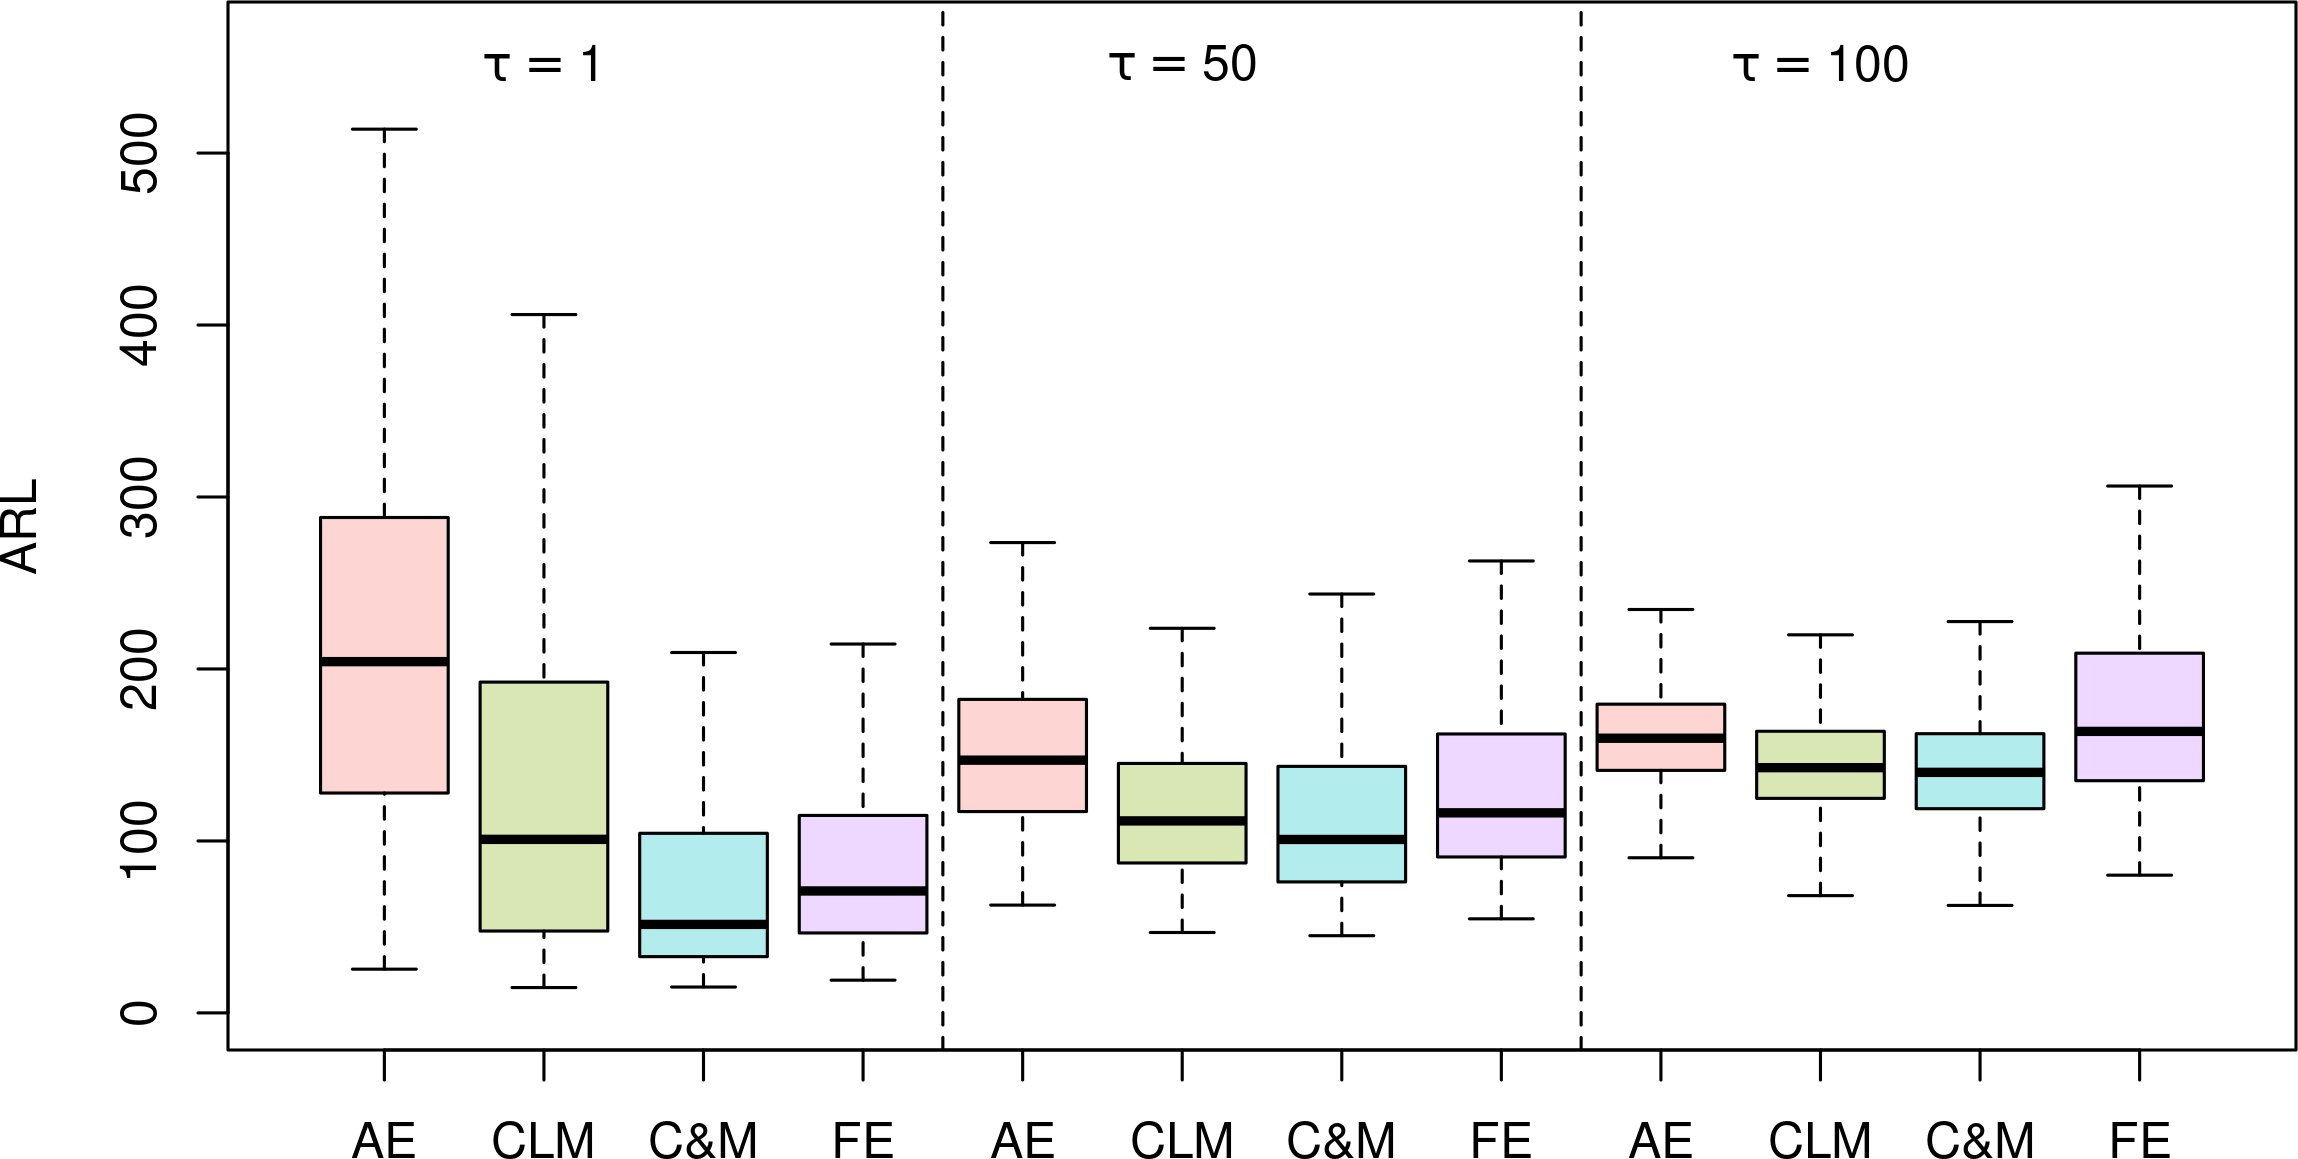 τ = 1
τ = 50
τ = 100
ARL
500
400
300
200
100
0
AE CLM C&M FE AE CLM C&M FE AE CLM C&M FE